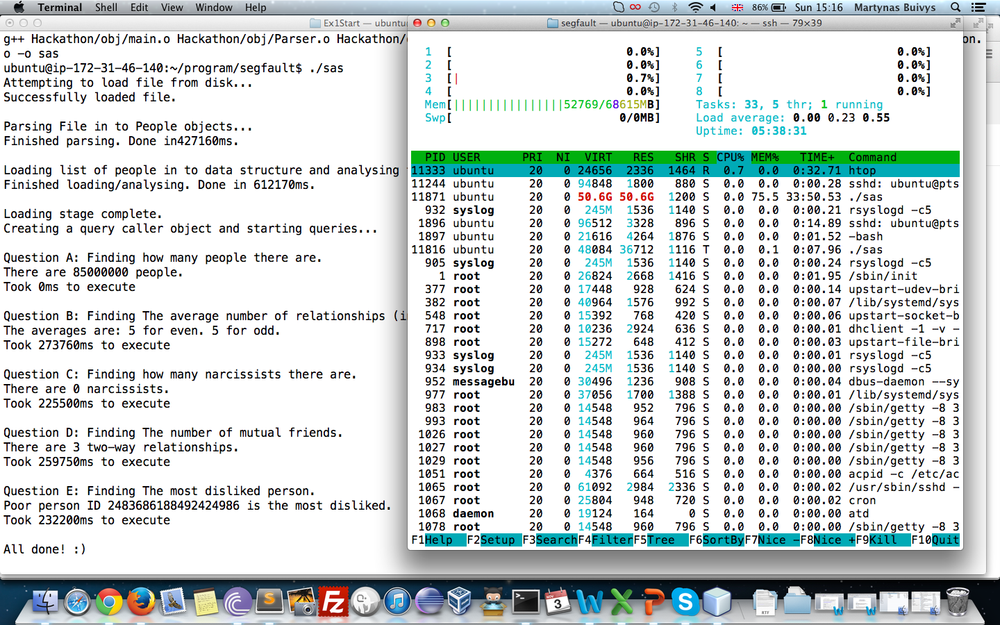 Terminal Shell Edit View Window Help 86% Sun 15:16 Martynas Buivys
Ex1Start — ubuntu
g++ Hackathon/obj/main.o Hackathon/obj/Parser.o Hackathon/ on.
o -o sas
ubuntu@ip-172-31-46-140:~/program/segfault$ ./sas
Attempting to load file from disk...
Successfully loaded file.
Parsing File in to People objects...
Finished parsing. Done in427160ms.
Loading list of people in to data structure and analysing
Finished loading/analysing. Done in 612170ms.
Loading stage complete.
Creating a query caller object and starting queries...
Question A: Finding how many people there are.
There are 85000000 people.
Took 0ms to execute
Question B: Finding The average number of relationships (i
The averages are: 5 for even. 5 for odd.
Took 273760ms to execute
Question C: Finding how many narcissists there are.
There are 0 narcissists.
Took 225500ms to execute
Question D: Finding The number of mutual friends.
There are 3 two-way relationships.
Took 259750ms to execute
Question E: Finding The most disliked person.
Poor person ID 2483686188492424986 is the most disliked.
Took 232200ms to execute
All done! :)
segfault — ubuntu@ip-172-31-46-140: ~ — ssh — 79×39
1 [ 0.0%] 5 [ 0.0%]
2 [ 0.0%] 6 [ 0.0%]
3 [| 0.7%] 7 [ 0.0%]
4 [ 0.0%] 8 [ 0.0%]
Mem[||||||||||||||||52769/68615MB] Tasks: 33, 5 thr; 1 running
Swp[ 0/0MB] Load average: 0.00 0.23 0.55
Uptime: 05:38:31
PID USER PRI NI VIRT RES SHR S CPU% MEM% TIME+ Command
11333 ubuntu 20 0 24656 2336 1464 R 0.7 0.0 0:32.71 htop
11244 ubuntu 20 0 94848 1800 880 S 0.0 0.0 0:00.28 sshd: ubuntu@pts
11871 ubuntu 20 0 50.6G 50.6G 1200 S 0.0 75.5 33:50.53 ./sas
932 syslog 20 0 245M 1536 1140 S 0.0 0.0 0:00.21 rsyslogd -c5
1896 ubuntu 20 0 96512 3328 896 S 0.0 0.0 0:14.89 sshd: ubuntu@pts
1897 ubuntu 20 0 21616 4264 1876 S 0.0 0.0 0:01.52 -bash
11816 ubuntu 20 0 48084 36712 1116 T 0.0 0.1 0:07.96 ./sas
905 syslog 20 0 245M 1536 1140 S 0.0 0.0 0:00.24 rsyslogd -c5
1 root 20 0 26824 2668 1416 S 0.0 0.0 0:01.95 /sbin/init
377 root 20 0 17448 928 624 S 0.0 0.0 0:00.14 upstart-udev-bri
382 root 20 0 40964 1576 992 S 0.0 0.0 0:00.07 /lib/systemd/sys
548 root 20 0 15392 768 420 S 0.0 0.0 0:00.06 upstart-socket-b
717 root 20 0 10236 2924 636 S 0.0 0.0 0:00.01 dhclient -1 -v -
898 root 20 0 15272 648 412 S 0.0 0.0 0:00.03 upstart-file-bri
933 syslog 20 0 245M 1536 1140 S 0.0 0.0 0:00.01 rsyslogd -c5
934 syslog 20 0 245M 1536 1140 S 0.0 0.0 0:00.00 rsyslogd -c5
952 messagebu 20 0 30496 1236 908 S 0.0 0.0 0:00.04 dbus-daemon --sy
977 root 20 0 37056 1700 1388 S 0.0 0.0 0:00.01 /lib/systemd/sys
983 root 20 0 14548 952 796 S 0.0 0.0 0:00.00 /sbin/getty -8 3
993 root 20 0 14548 964 796 S 0.0 0.0 0:00.00 /sbin/getty -8 3
1026 root 20 0 14548 960 796 S 0.0 0.0 0:00.00 /sbin/getty -8 3
1027 root 20 0 14548 960 796 S 0.0 0.0 0:00.00 /sbin/getty -8 3
1029 root 20 0 14548 956 796 S 0.0 0.0 0:00.00 /sbin/getty -8 3
1051 root 20 0 4376 664 516 S 0.0 0.0 0:00.00 acpid -c /etc/ac
1065 root 20 0 61092 2984 2336 S 0.0 0.0 0:00.02 /usr/sbin/sshd -
1067 root 20 0 25804 948 720 S 0.0 0.0 0:00.02 cron
1068 daemon 20 0 19124 164 0 S 0.0 0.0 0:00.00 atd
1078 root 20 0 14548 960 796 S 0.0 0.0 0:00.00 /sbin/getty -8 3
F1Help F2Setup F3SearchF4FilterF5Tree F6SortByF7Nice -F8Nice +F9Kill F10Quit
NOV
3
RTF